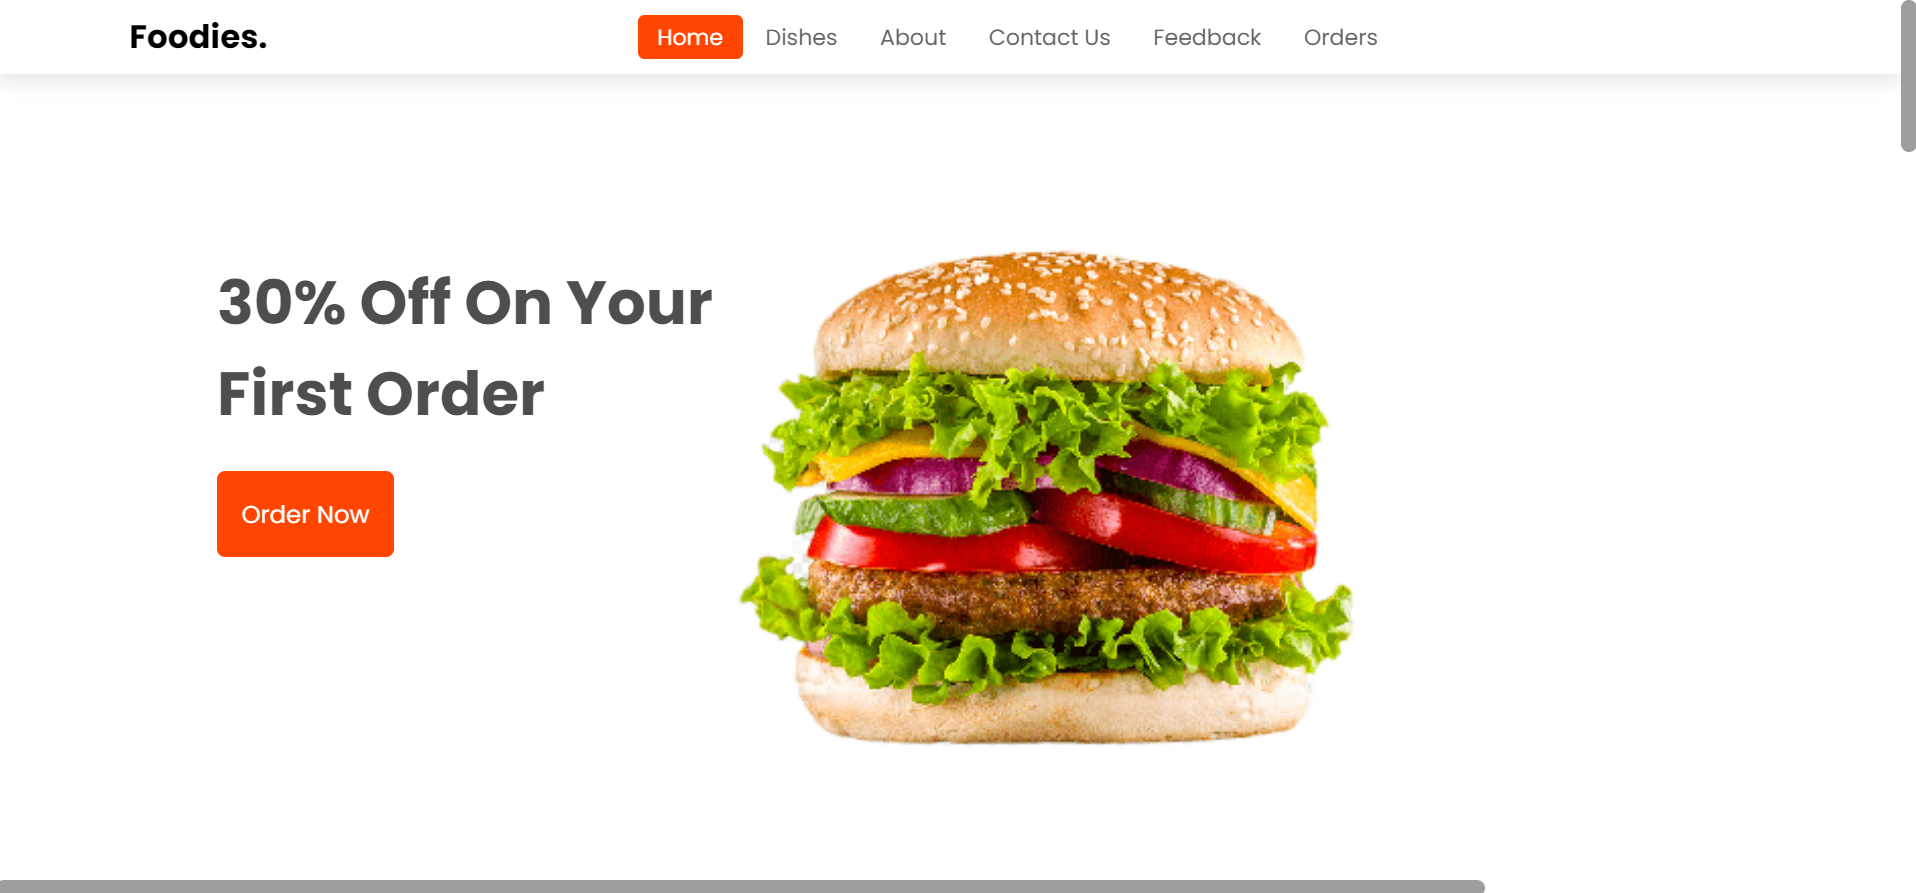 Foodies.
Home Dishes About Contact Us Feedback Orders
30% Off On Your
First Order
Order Now